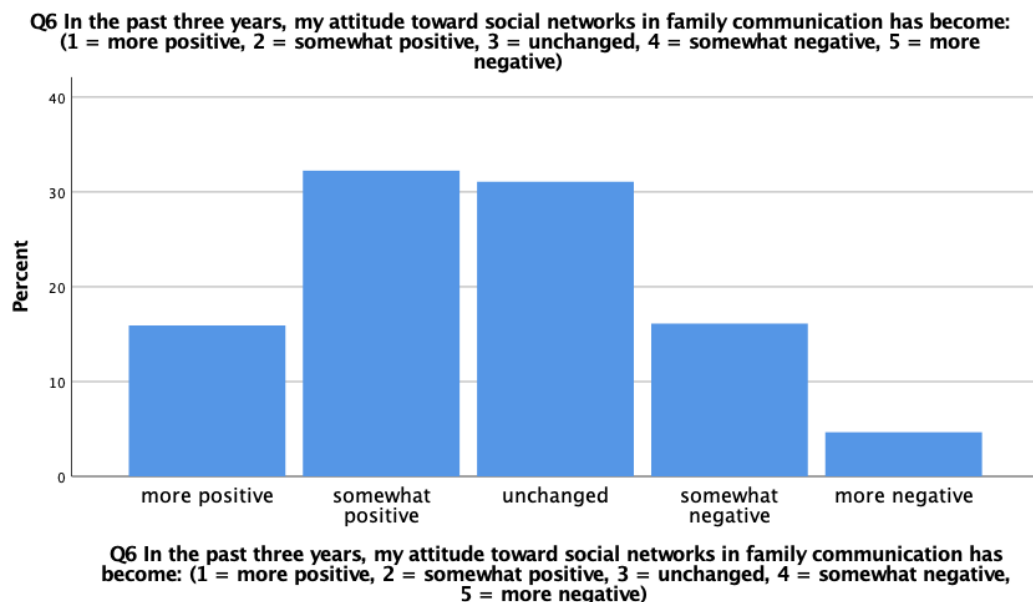 Q6 In the past three years, my attitude toward social networks in family communication has become:
(1 = more positive, 2 = somewhat positive, 3 = unchanged, 4 = somewhat negative, 5 = more
negative)
Percent
40
30
20
10
0
more positive
somewhat
positive
unchanged
somewhat
negative
more negative
Q6 In the past three years, my attitude toward social networks in family communication has
become: (1 = more positive, 2 = somewhat positive, 3 = unchanged, 4 = somewhat negative,
5 = more negative)